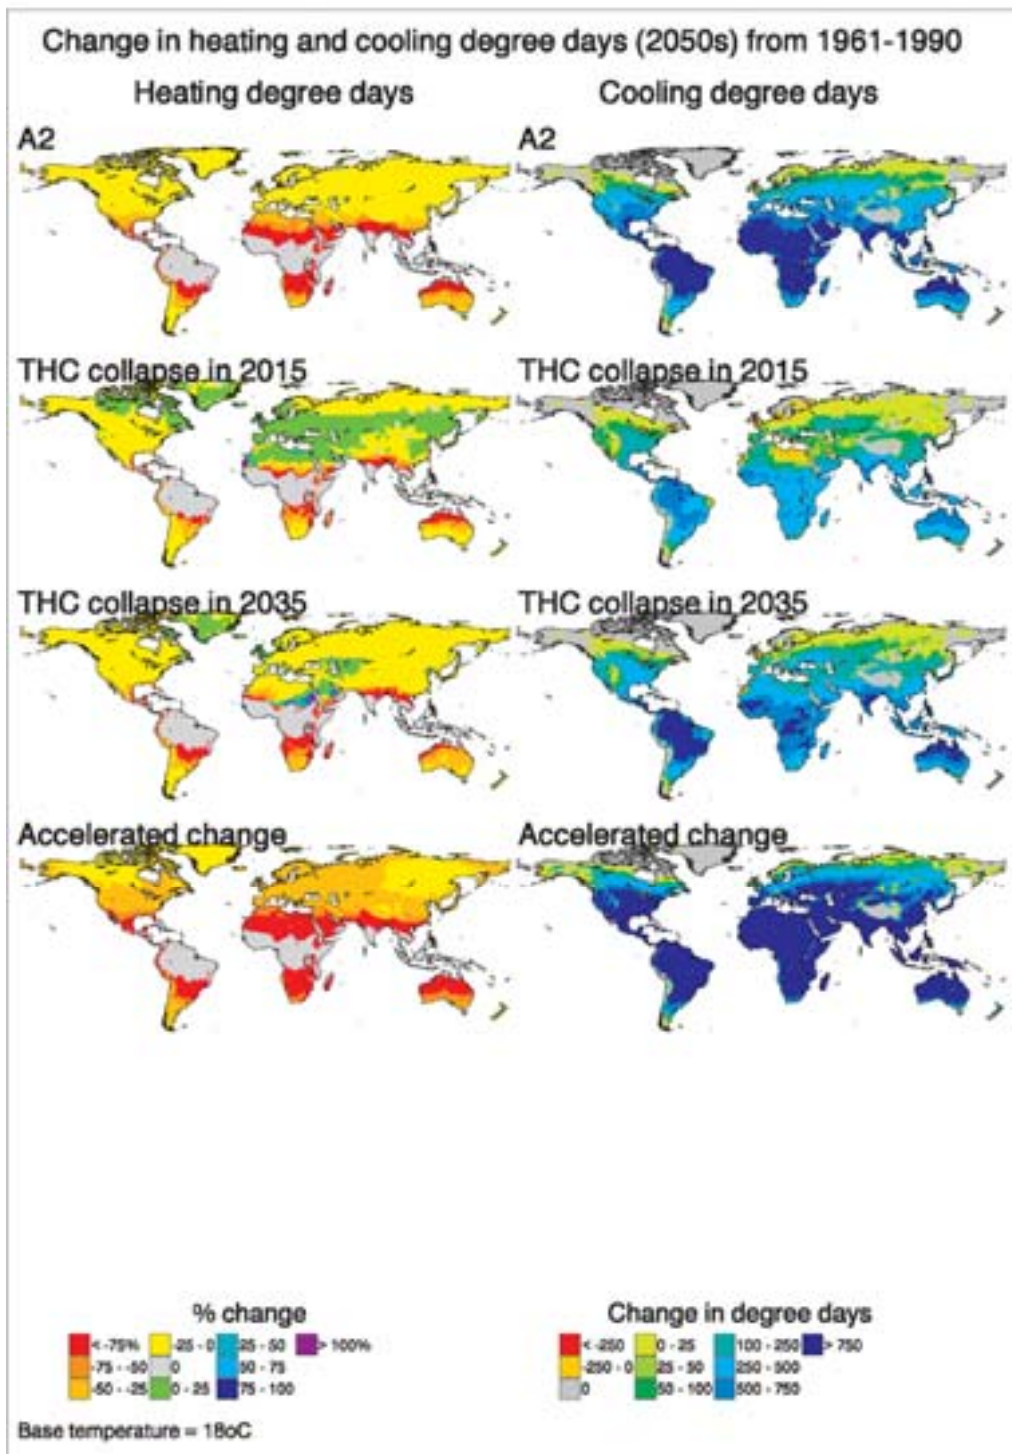 Change in heating and cooling degree days (2050s) from 1961-1990
Heating degree days Cooling degree days
A2 A2
THC collapse in 2015 THC collapse in 2015
THC collapse in 2035 THC collapse in 2035
Accelerated change Accelerated change
% change Change in degree days
< -75% -25 - 0 25 - 50 > 100% < -250 0 - 25 100 - 250 > 750
-75 - -50 0 50 - 75 -250 - 0 25 - 50 250 - 500
-50 - -25 0 - 25 75 - 100 0 50 - 100 500 - 750
Base temperature = 18oC